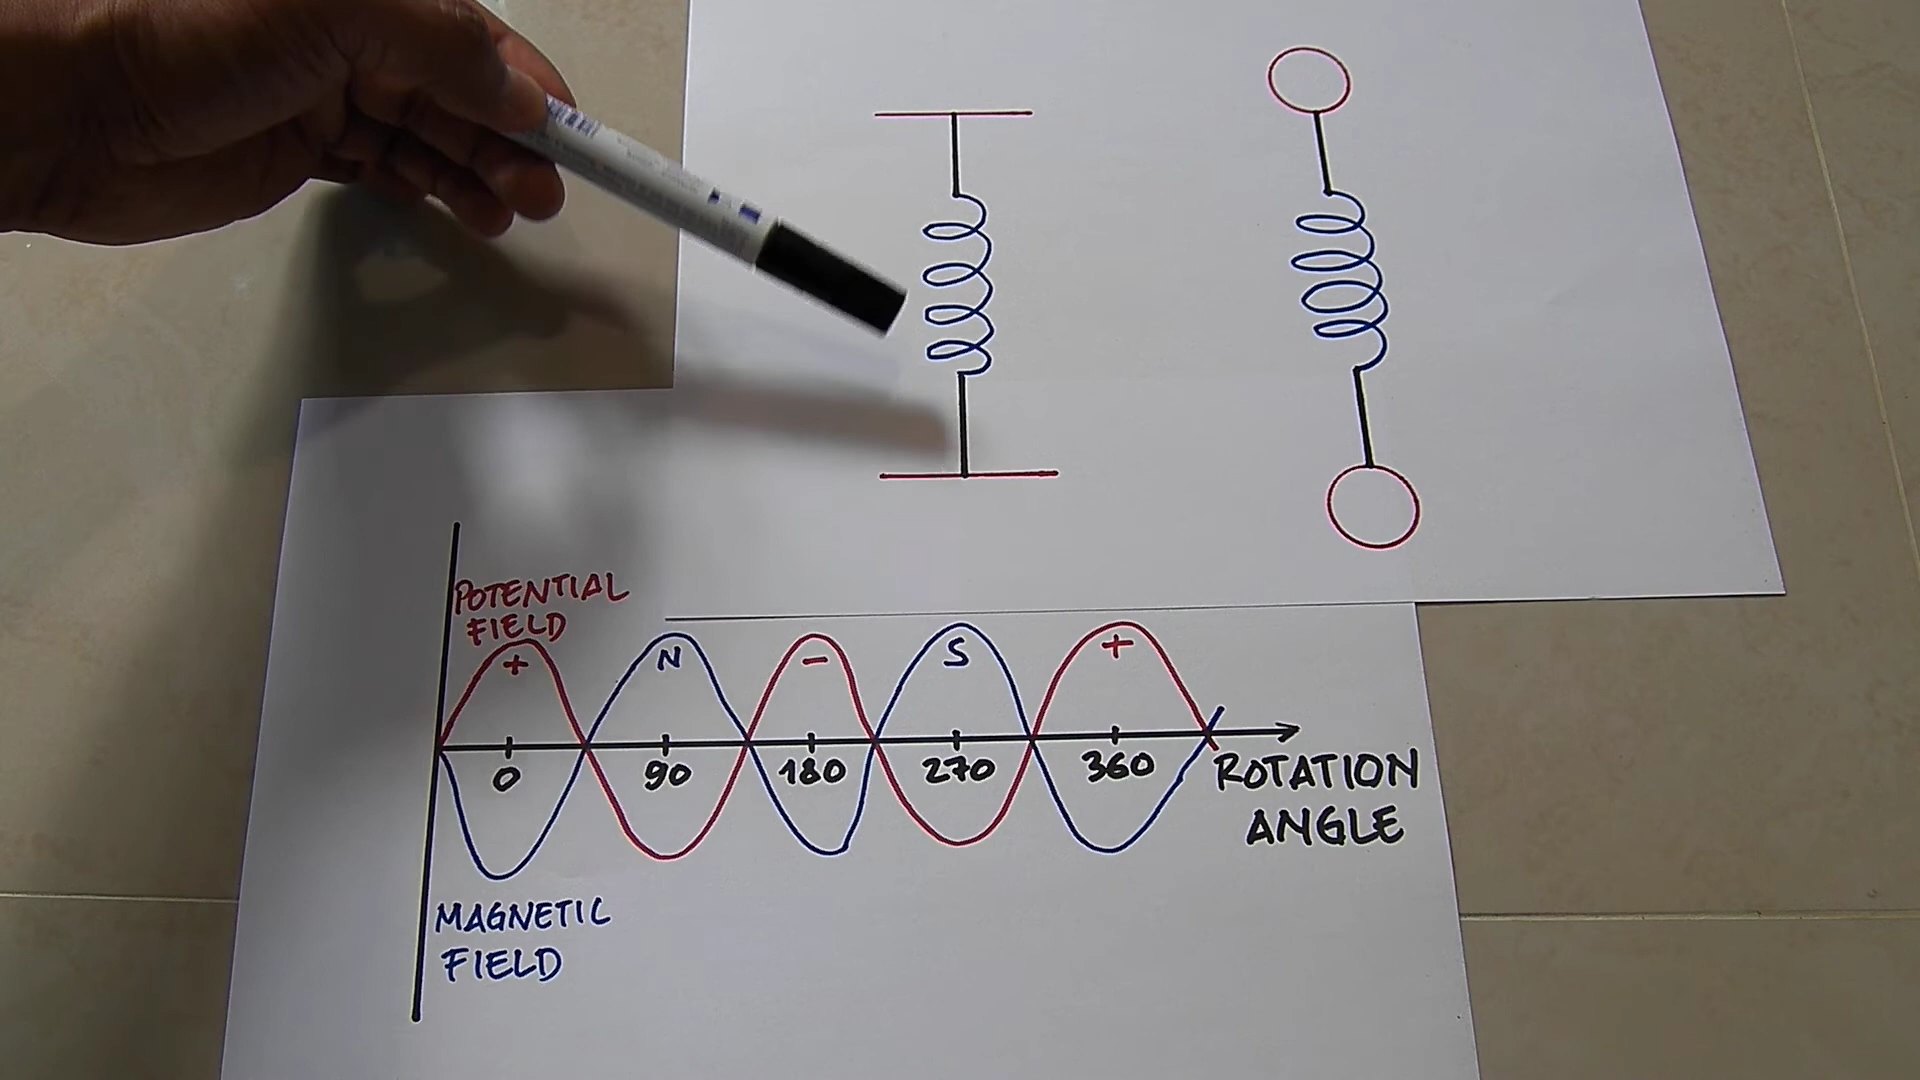 POTENTIAL
FIELD
+ N - S +
0 90 180 270 360
ROTATION
ANGLE
MAGNETIC
FIELD